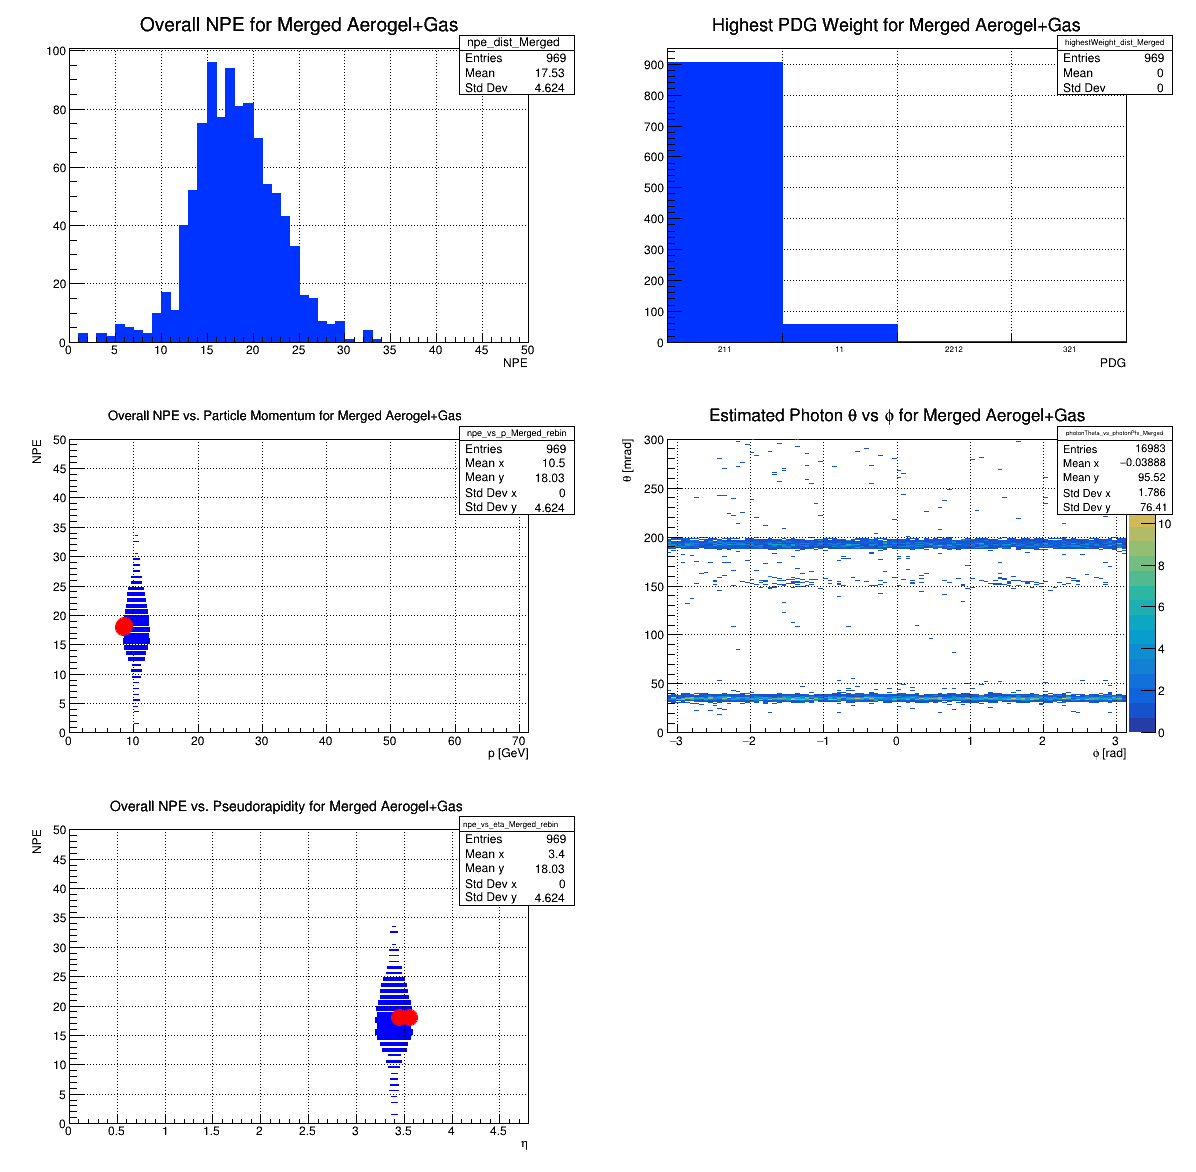 Overall NPE for Merged Aerogel+Gas
npe_dist_Merged
Entries 969
Mean 17.53
Std Dev 4.624
100
80
60
40
20
0
0 5 10 15 20 25 30 35 40 45 50
NPE
Highest PDG Weight for Merged Aerogel+Gas
highestWeight_dist_Merged
Entries 969
Mean 0
Std Dev 0
900
800
700
600
500
400
300
200
100
0
211 11 2212 321
PDG
Overall NPE vs. Particle Momentum for Merged Aerogel+Gas
npe_vs_p_Merged_rebin
Entries 969
Mean x 10.5
Mean y 18.03
Std Dev x 0
Std Dev y 4.624
NPE
50
45
40
35
30
25
20
15
10
5
0
0 10 20 30 40 50 60 70
p [GeV]
Estimated Photon θ vs ϕ for Merged Aerogel+Gas
photonTheta_vs_photonPhi_Merged
Entries 16983
Mean x −0.03888
Mean y 95.52
Std Dev x 1.786
Std Dev y 76.41
θ [mrad]
300
250
200
150
100
50
0
−3 −2 −1 0 1 2 3
ϕ [rad]
10
8
6
4
2
0
Overall NPE vs. Pseudorapidity for Merged Aerogel+Gas
npe_vs_eta_Merged_rebin
Entries 969
Mean x 3.4
Mean y 18.03
Std Dev x 0
Std Dev y 4.624
NPE
50
45
40
35
30
25
20
15
10
5
0
0 0.5 1 1.5 2 2.5 3 3.5 4 4.5
η